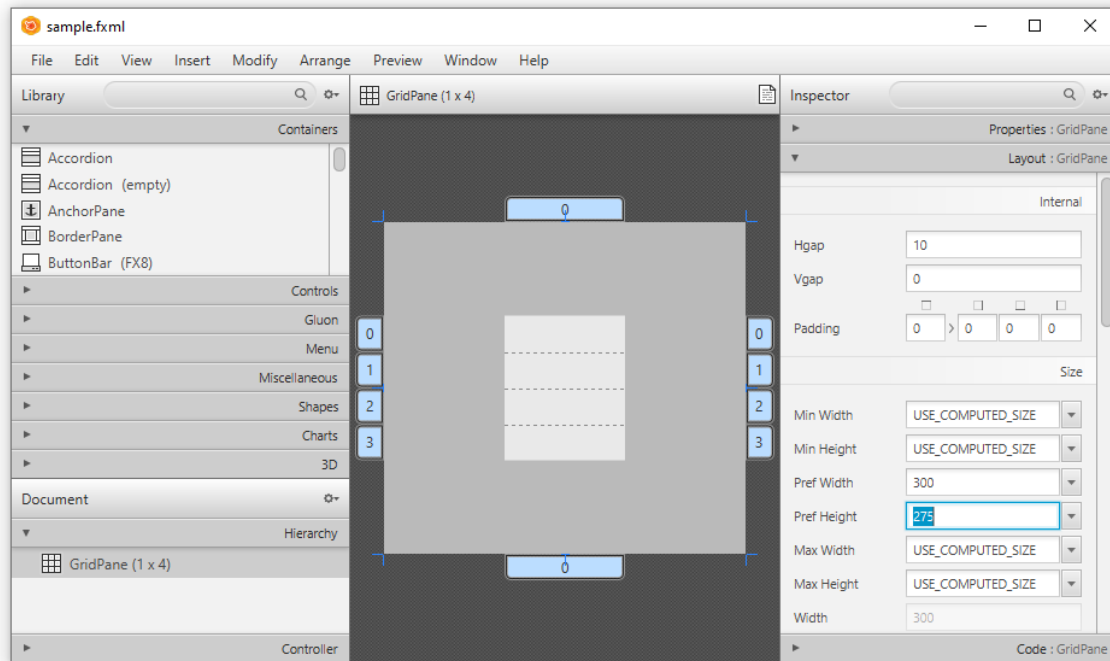 sample.fxml
File Edit View Insert Modify Arrange Preview Window Help
Library
Containers
Accordion
Accordion (empty)
AnchorPane
BorderPane
ButtonBar (FX8)
Controls
Gluon
Menu
Miscellaneous
Shapes
Charts
3D
Document
Hierarchy
GridPane (1 x 4)
Controller
GridPane (1 x 4)
0
0 0
1 1
2 2
3 3
0
Inspector
Properties : GridPane
Layout : GridPane
Internal
Hgap 10
Vgap 0
Padding 0 0 0 0
Size
Min Width USE_COMPUTED_SIZE
Min Height USE_COMPUTED_SIZE
Pref Width 300
Pref Height 275
Max Width USE_COMPUTED_SIZE
Max Height USE_COMPUTED_SIZE
Width 300
Code : GridPane